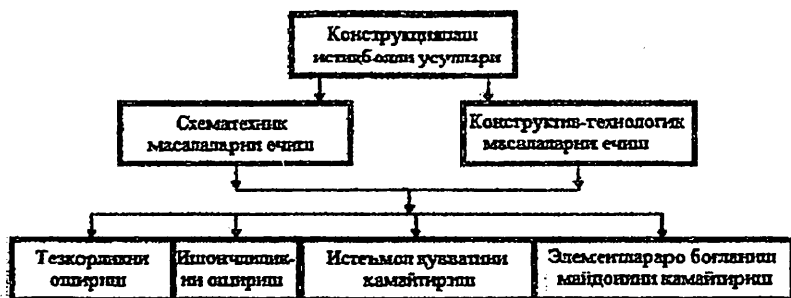 Конструкциялаш
истиқболли усуллари
Схематехник
масалаларни ечиш
Конструктив-технологик
масалаларни ечиш
Тезкорликни
ошириш
Ишончлилик-
ни ошириш
Истеъмол қувватини
камайтириш
Элементлараро боғланиш
майдонини камайтириш